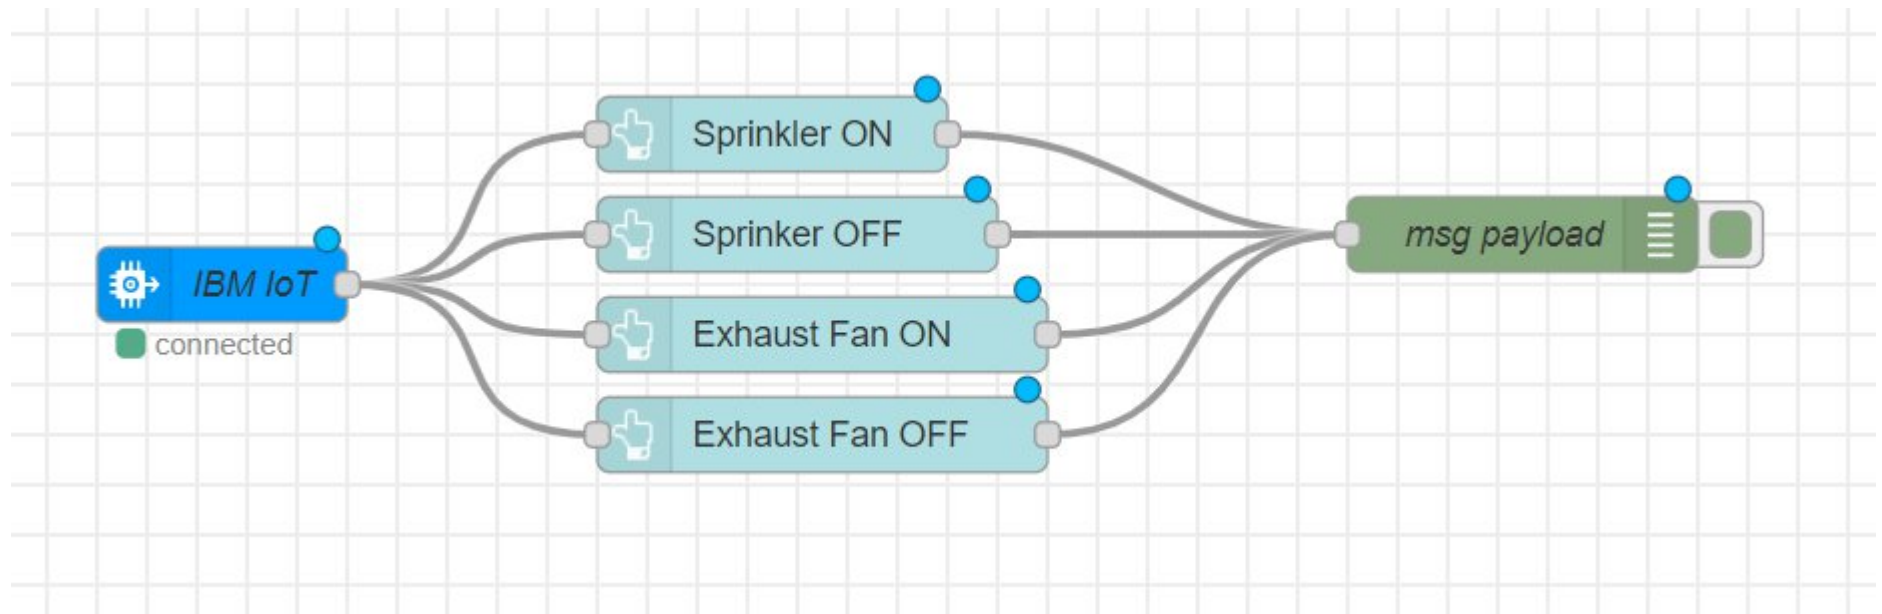 Sprinkler ON
Sprinker OFF
msg payload
IBM IoT
connected
Exhaust Fan ON
Exhaust Fan OFF